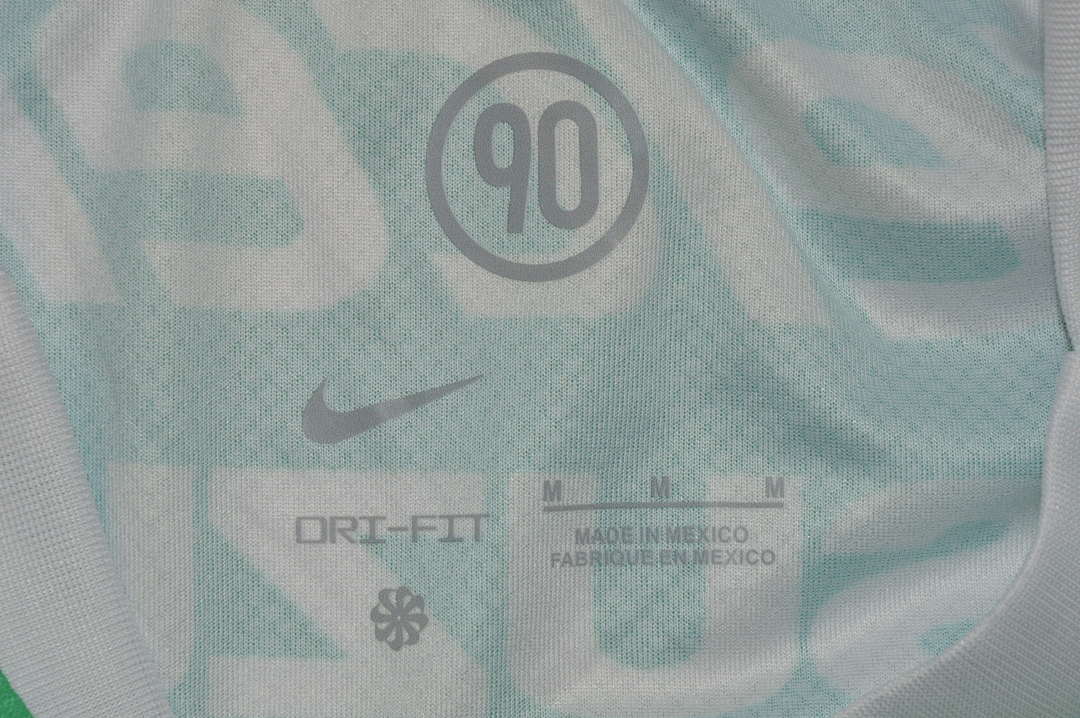 90
DRI-FIT
M M M
MADE IN MEXICO
FABRIQUE EN MEXICO